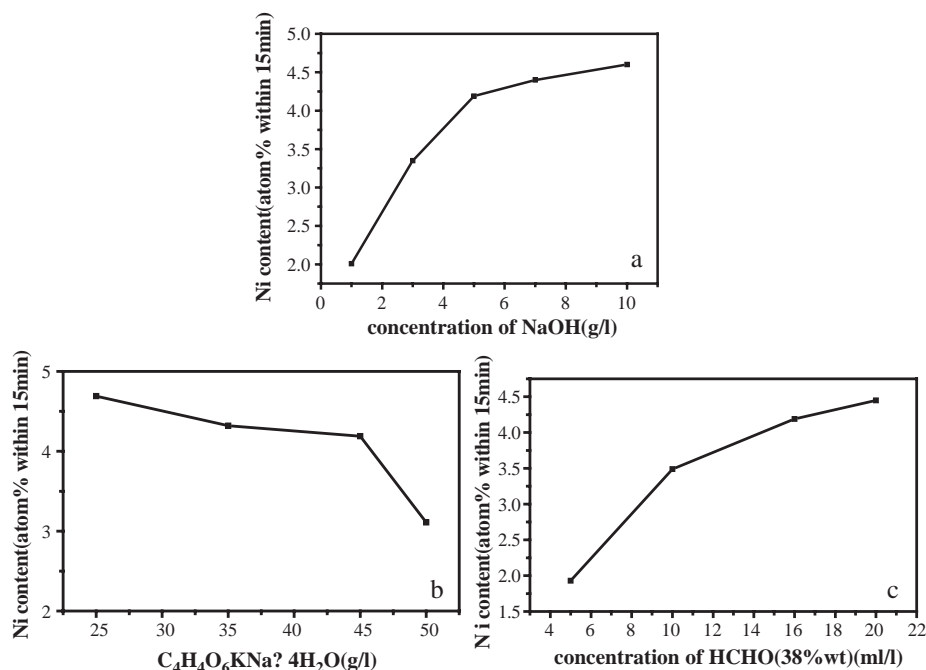 5.0
4.5
4.0
3.5
3.0
2.5
2.0
Ni content(atom% within 15min)
a
0 2 4 6 8 10
concentration of NaOH(g/l)
5
4
3
2
Ni content(atom% within 15min)
b
25 30 35 40 45 50
C₄H₄O₆KNa? 4H₂O(g/l)
4.5
4.0
3.5
3.0
2.5
2.0
1.5
N i content(atom% within 15min)
c
4 6 8 10 12 14 16 18 20 22
concentration of HCHO(38%wt)(ml/l)